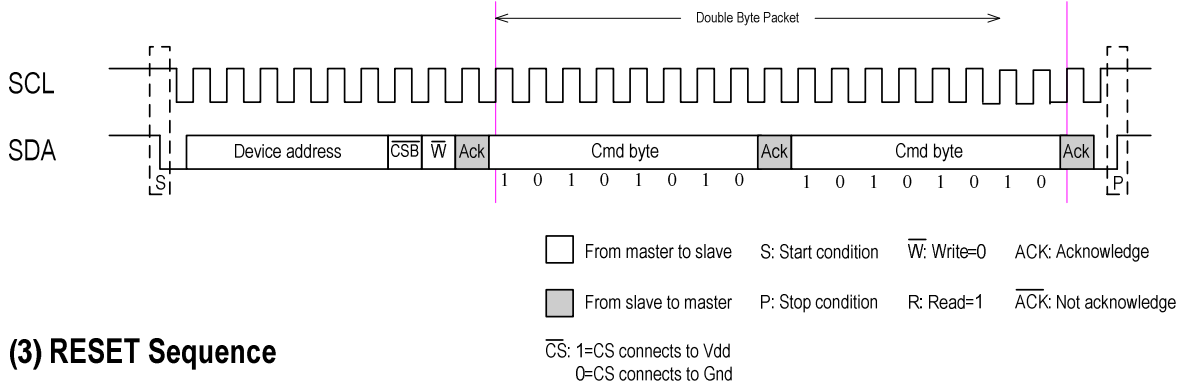 Double Byte Packet
SCL
SDA
Device address CSB W Ack Cmd byte Ack Cmd byte Ack
S 1 0 1 0 1 0 1 0 1 0 1 0 1 0 1 0 P
From master to slave S: Start condition W: Write=0 ACK: Acknowledge
From slave to master P: Stop condition R: Read=1 ACK: Not acknowledge
CS: 1=CS connects to Vdd
0=CS connects to Gnd
(3) RESET Sequence